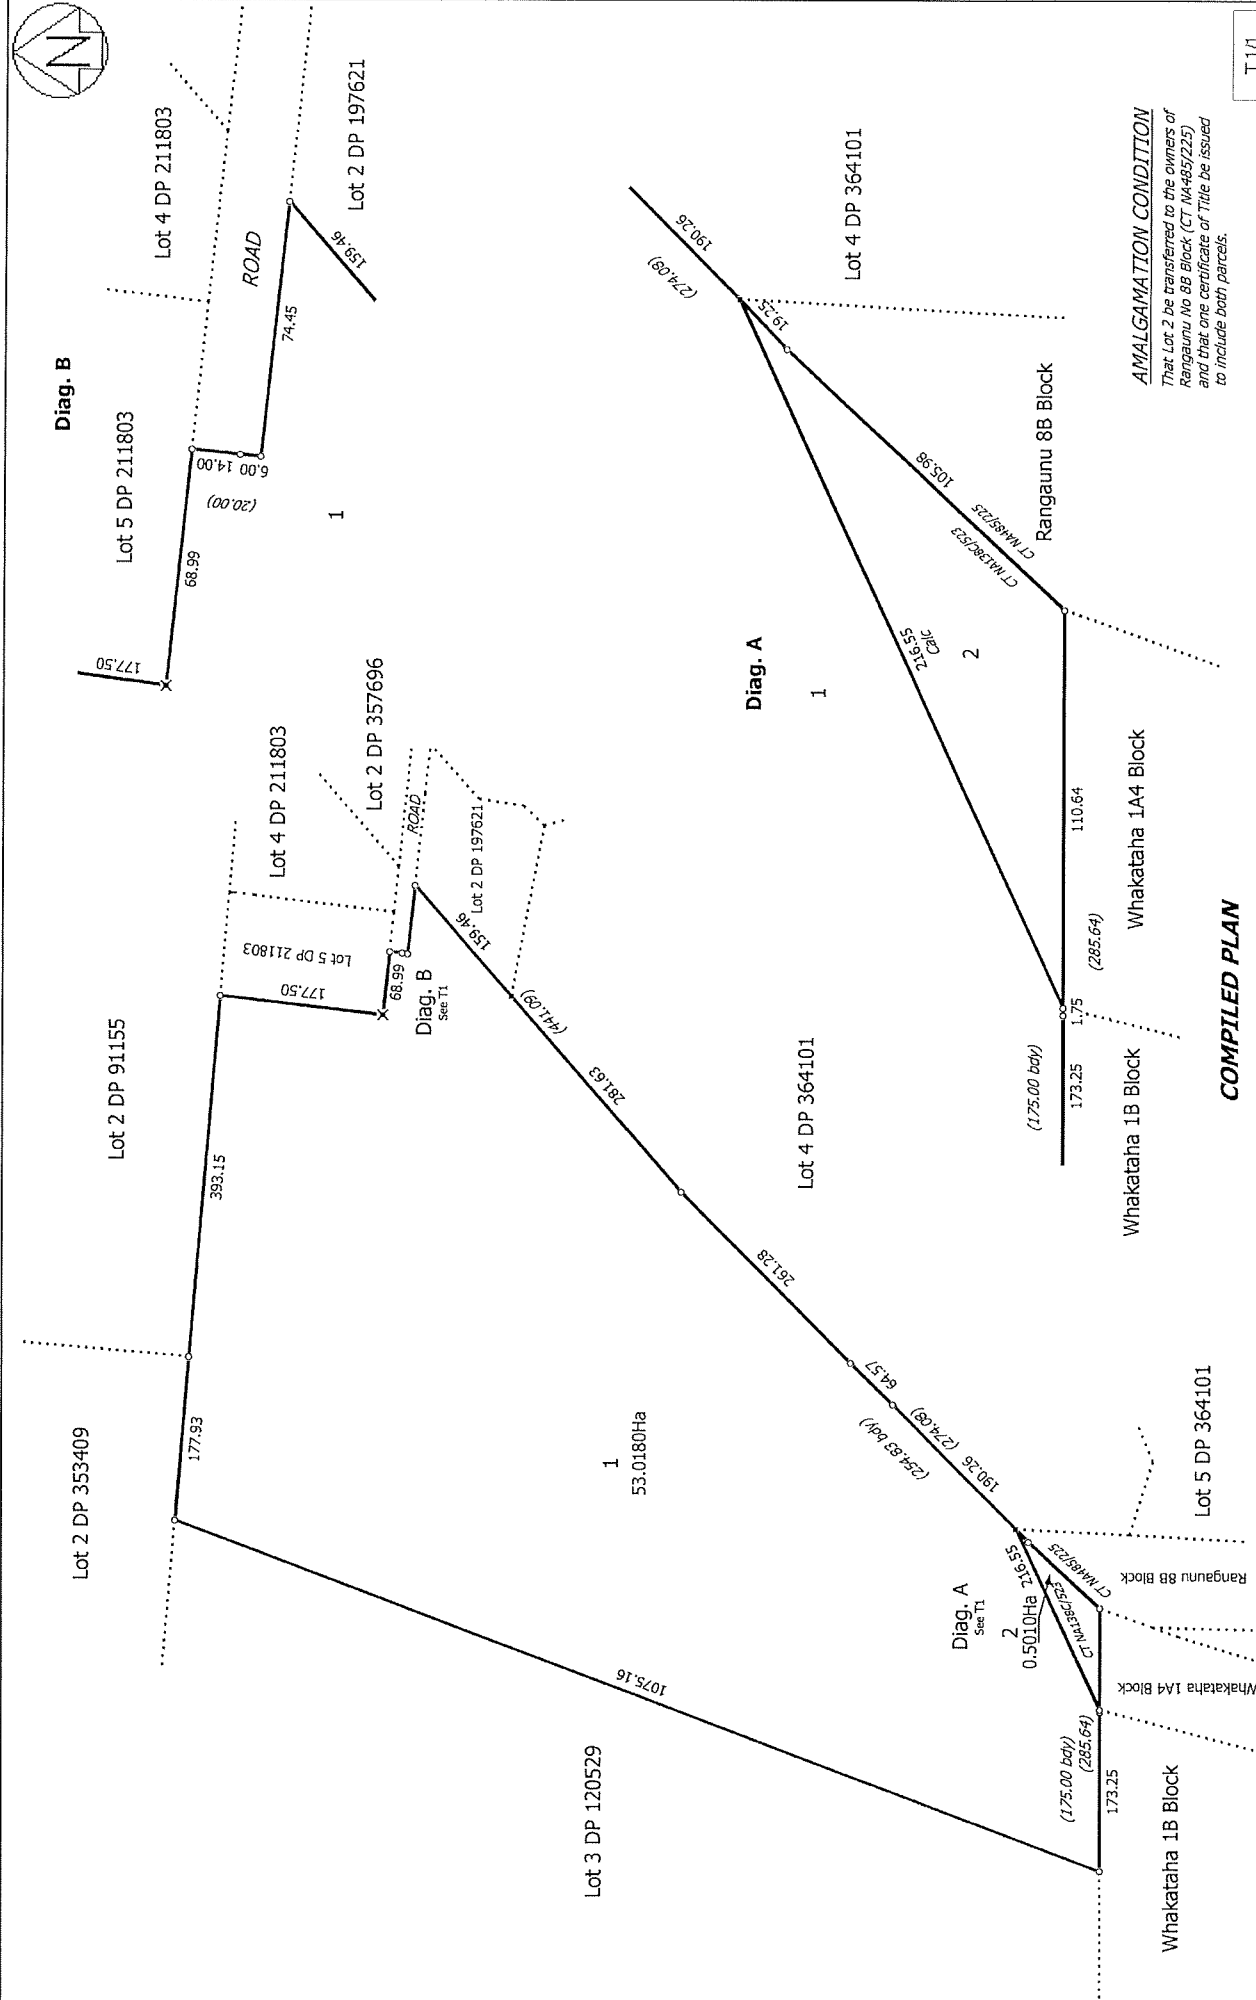 N
Lot 2 DP 353409
Lot 2 DP 91155
177.93
393.15
177.50
Lot 5 DP 211803
Lot 4 DP 211803
Lot 2 DP 357696
68.99
ROAD
Diag. B
See T1
159.46
Lot 2 DP 197621
(441.09)
281.63
261.28
64.57
(274.08)
(254.83 bdy)
190.26
1
53.0180Ha
1075.16
Lot 3 DP 120529
Lot 4 DP 364101
Diag. A
See T1
2
0.5010Ha
216.55
CT NA138C/523
CT NA485/225
(175.00 bdy)
(285.64)
173.25
Whakataha 1B Block
Whakataha 1A4 Block
Rangaunu 8B Block
Lot 5 DP 364101
Diag. B
Lot 5 DP 211803
Lot 4 DP 211803
177.50
68.99
14.00
6.00
(20.00)
ROAD
74.45
159.46
Lot 2 DP 197621
1
Diag. A
1
190.26
(274.08)
19.25
Lot 4 DP 364101
216.55
Calc
2
105.98
CT NA138C/523
CT NA485/225
Rangaunu 8B Block
110.64
(285.64)
1.75
(175.00 bdy)
173.25
Whakataha 1B Block
Whakataha 1A4 Block
COMPILED PLAN
AMALGAMATION CONDITION
That Lot 2 be transferred to the owners of
Rangaunu No 8B Block (CT NA485/225)
and that one certificate of Title be issued
to include both parcels.
T 1/1